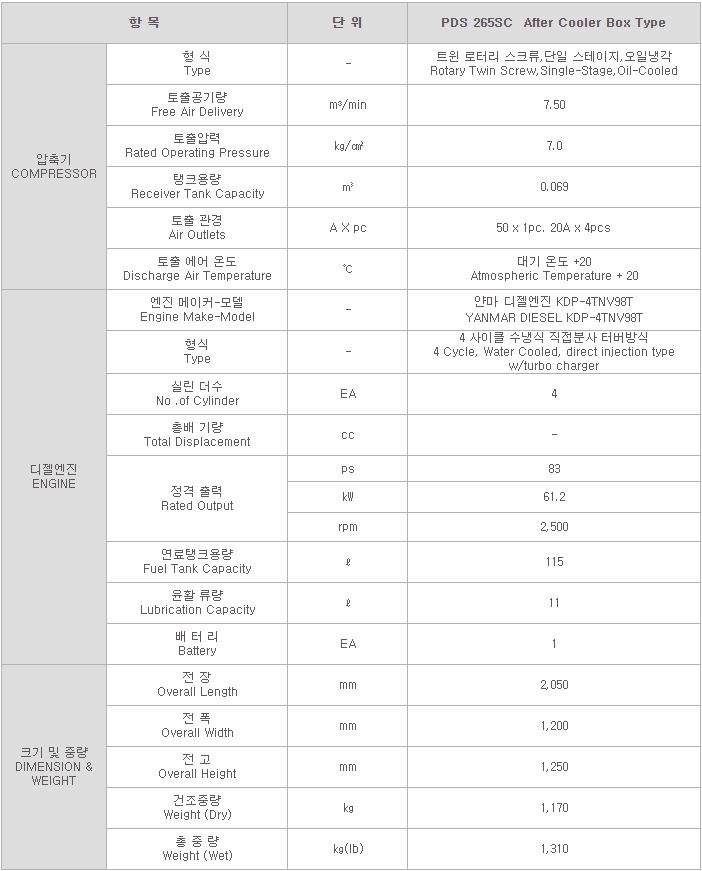 항 목 단 위 PDS 265SC After Cooler Box Type
압축기
COMPRESSOR
형 식
Type
-
트윈 로터리 스크류,단일 스테이지,오일냉각
Rotary Twin Screw,Single-Stage,Oil-Cooled
토출공기량
Free Air Delivery
m³/min
7.50
토출압력
Rated Operating Pressure
㎏/㎠
7.0
탱크용량
Receiver Tank Capacity
㎥
0.069
토출 관경
Air Outlets
A X pc
50 x 1pc. 20A x 4pcs
토출 에어 온도
Discharge Air Temperature
℃
대기 온도 +20
Atmospheric Temperature + 20
디젤엔진
ENGINE
엔진 메이커-모델
Engine Make-Model
-
얀마 디젤엔진 KDP-4TNV98T
YANMAR DIESEL KDP-4TNV98T
형식
Type
-
4 사이클 수냉식 직접분사 터버방식
4 Cycle, Water Cooled, direct injection type
w/turbo charger
실린 더수
No .of Cylinder
EA
4
총배 기량
Total Displacement
cc
-
정격 출력
Rated Output
ps
83
㎾
61.2
rpm
2,500
연료탱크용량
Fuel Tank Capacity
ℓ
115
윤활 류량
Lubrication Capacity
ℓ
11
배 터 리
Battery
EA
1
크기 및 중량
DIMENSION &
WEIGHT
전 장
Overall Length
mm
2,050
전 폭
Overall Width
mm
1,200
전 고
Overall Height
mm
1,250
건조중량
Weight (Dry)
㎏
1,170
총 중 량
Weight (Wet)
㎏(lb)
1,310